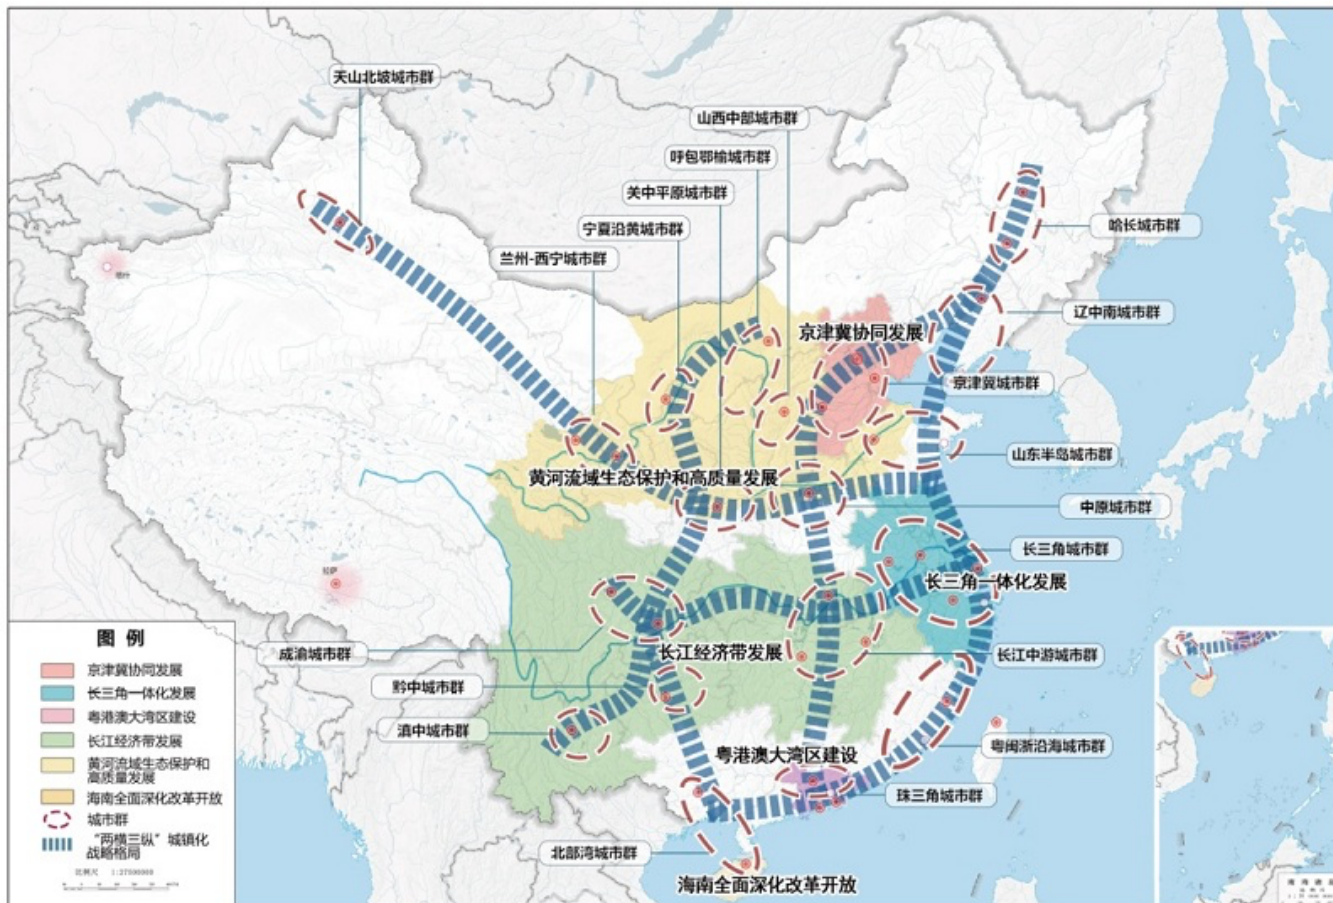 天山北坡城市群
山西中部城市群
呼包鄂榆城市群
关中平原城市群
宁夏沿黄城市群
兰州-西宁城市群
哈长城市群
辽中南城市群
京津冀协同发展
京津冀城市群
山东半岛城市群
黄河流域生态保护和高质量发展
中原城市群
长三角城市群
长三角一体化发展
拉萨
成渝城市群
长江经济带发展
长江中游城市群
黔中城市群
滇中城市群
粤港澳大湾区建设
粤闽浙沿海城市群
珠三角城市群
北部湾城市群
海南全面深化改革开放
图 例
京津冀协同发展
长三角一体化发展
粤港澳大湾区建设
长江经济带发展
黄河流域生态保护和
高质量发展
海南全面深化改革开放
城市群
“两横三纵”城镇化
战略格局